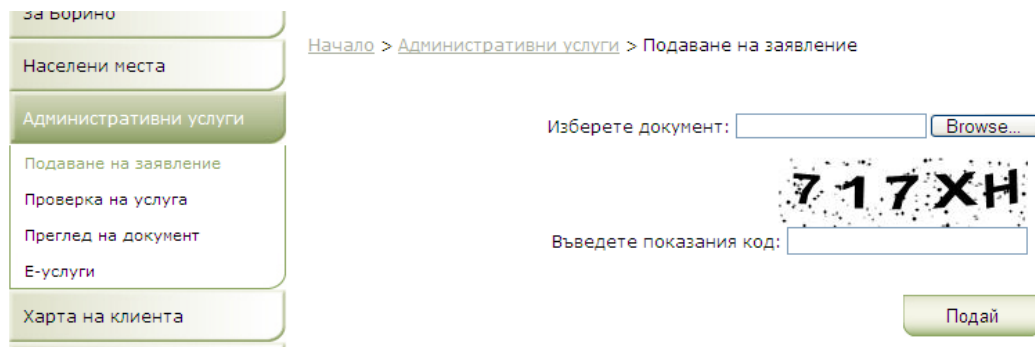 За Борино
Населени места
Административни услуги
Подаване на заявление
Проверка на услуга
Преглед на документ
Е-услуги
Харта на клиента
Начало > Административни услуги > Подаване на заявление
Изберете документ: Browse...
717XH
Въведете показания код:
Подай